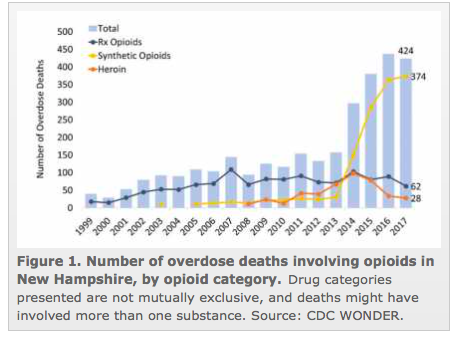 500
450
400
350
300
250
200
150
100
50
0
Number of Overdose Deaths
Total
Rx Opioids
Synthetic Opioids
Heroin
424
374
62
28
1999 2000 2001 2002 2003 2004 2005 2006 2007 2008 2009 2010 2011 2012 2013 2014 2015 2016 2017
Figure 1. Number of overdose deaths involving opioids in
New Hampshire, by opioid category. Drug categories
presented are not mutually exclusive, and deaths might have
involved more than one substance. Source: CDC WONDER.